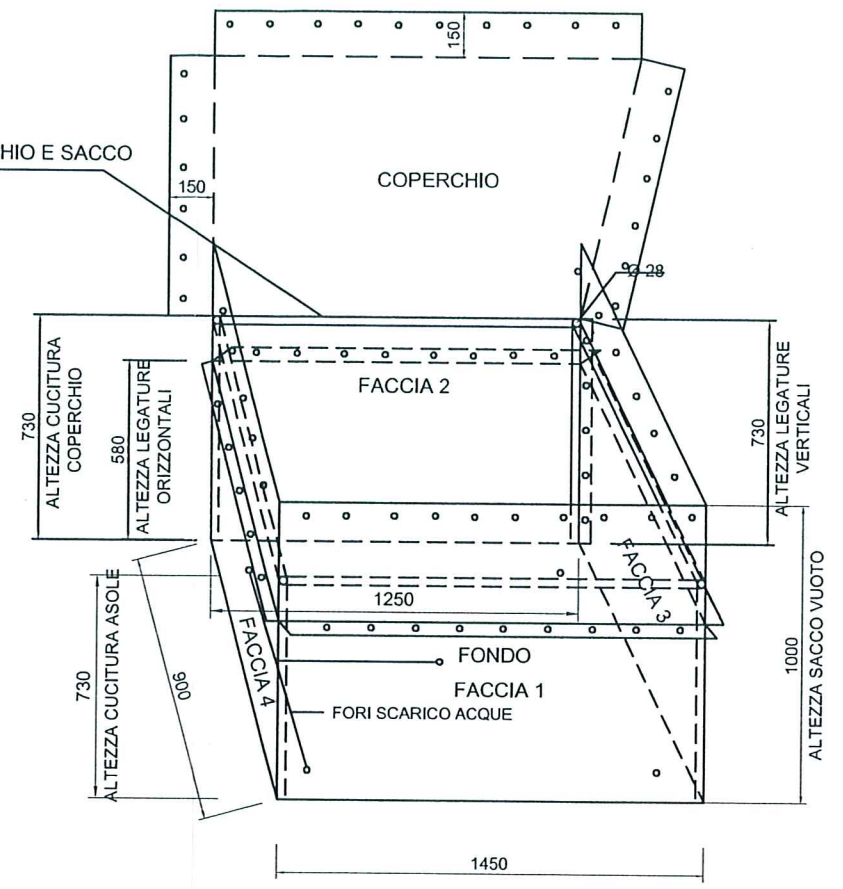 150
HIO E SACCO
150
COPERCHIO
Ø 28
730
ALTEZZA CUCITURA
COPERCHIO
580
ALTEZZA LEGATURE
ORIZZONTALI
FACCIA 2
730
ALTEZZA LEGATURE
VERTICALI
FACCIA 3
1250
730
ALTEZZA CUCITURA ASOLE
900
FACCIA 4
FONDO
FACCIA 1
FORI SCARICO ACQUE
1000
ALTEZZA SACCO VUOTO
1450